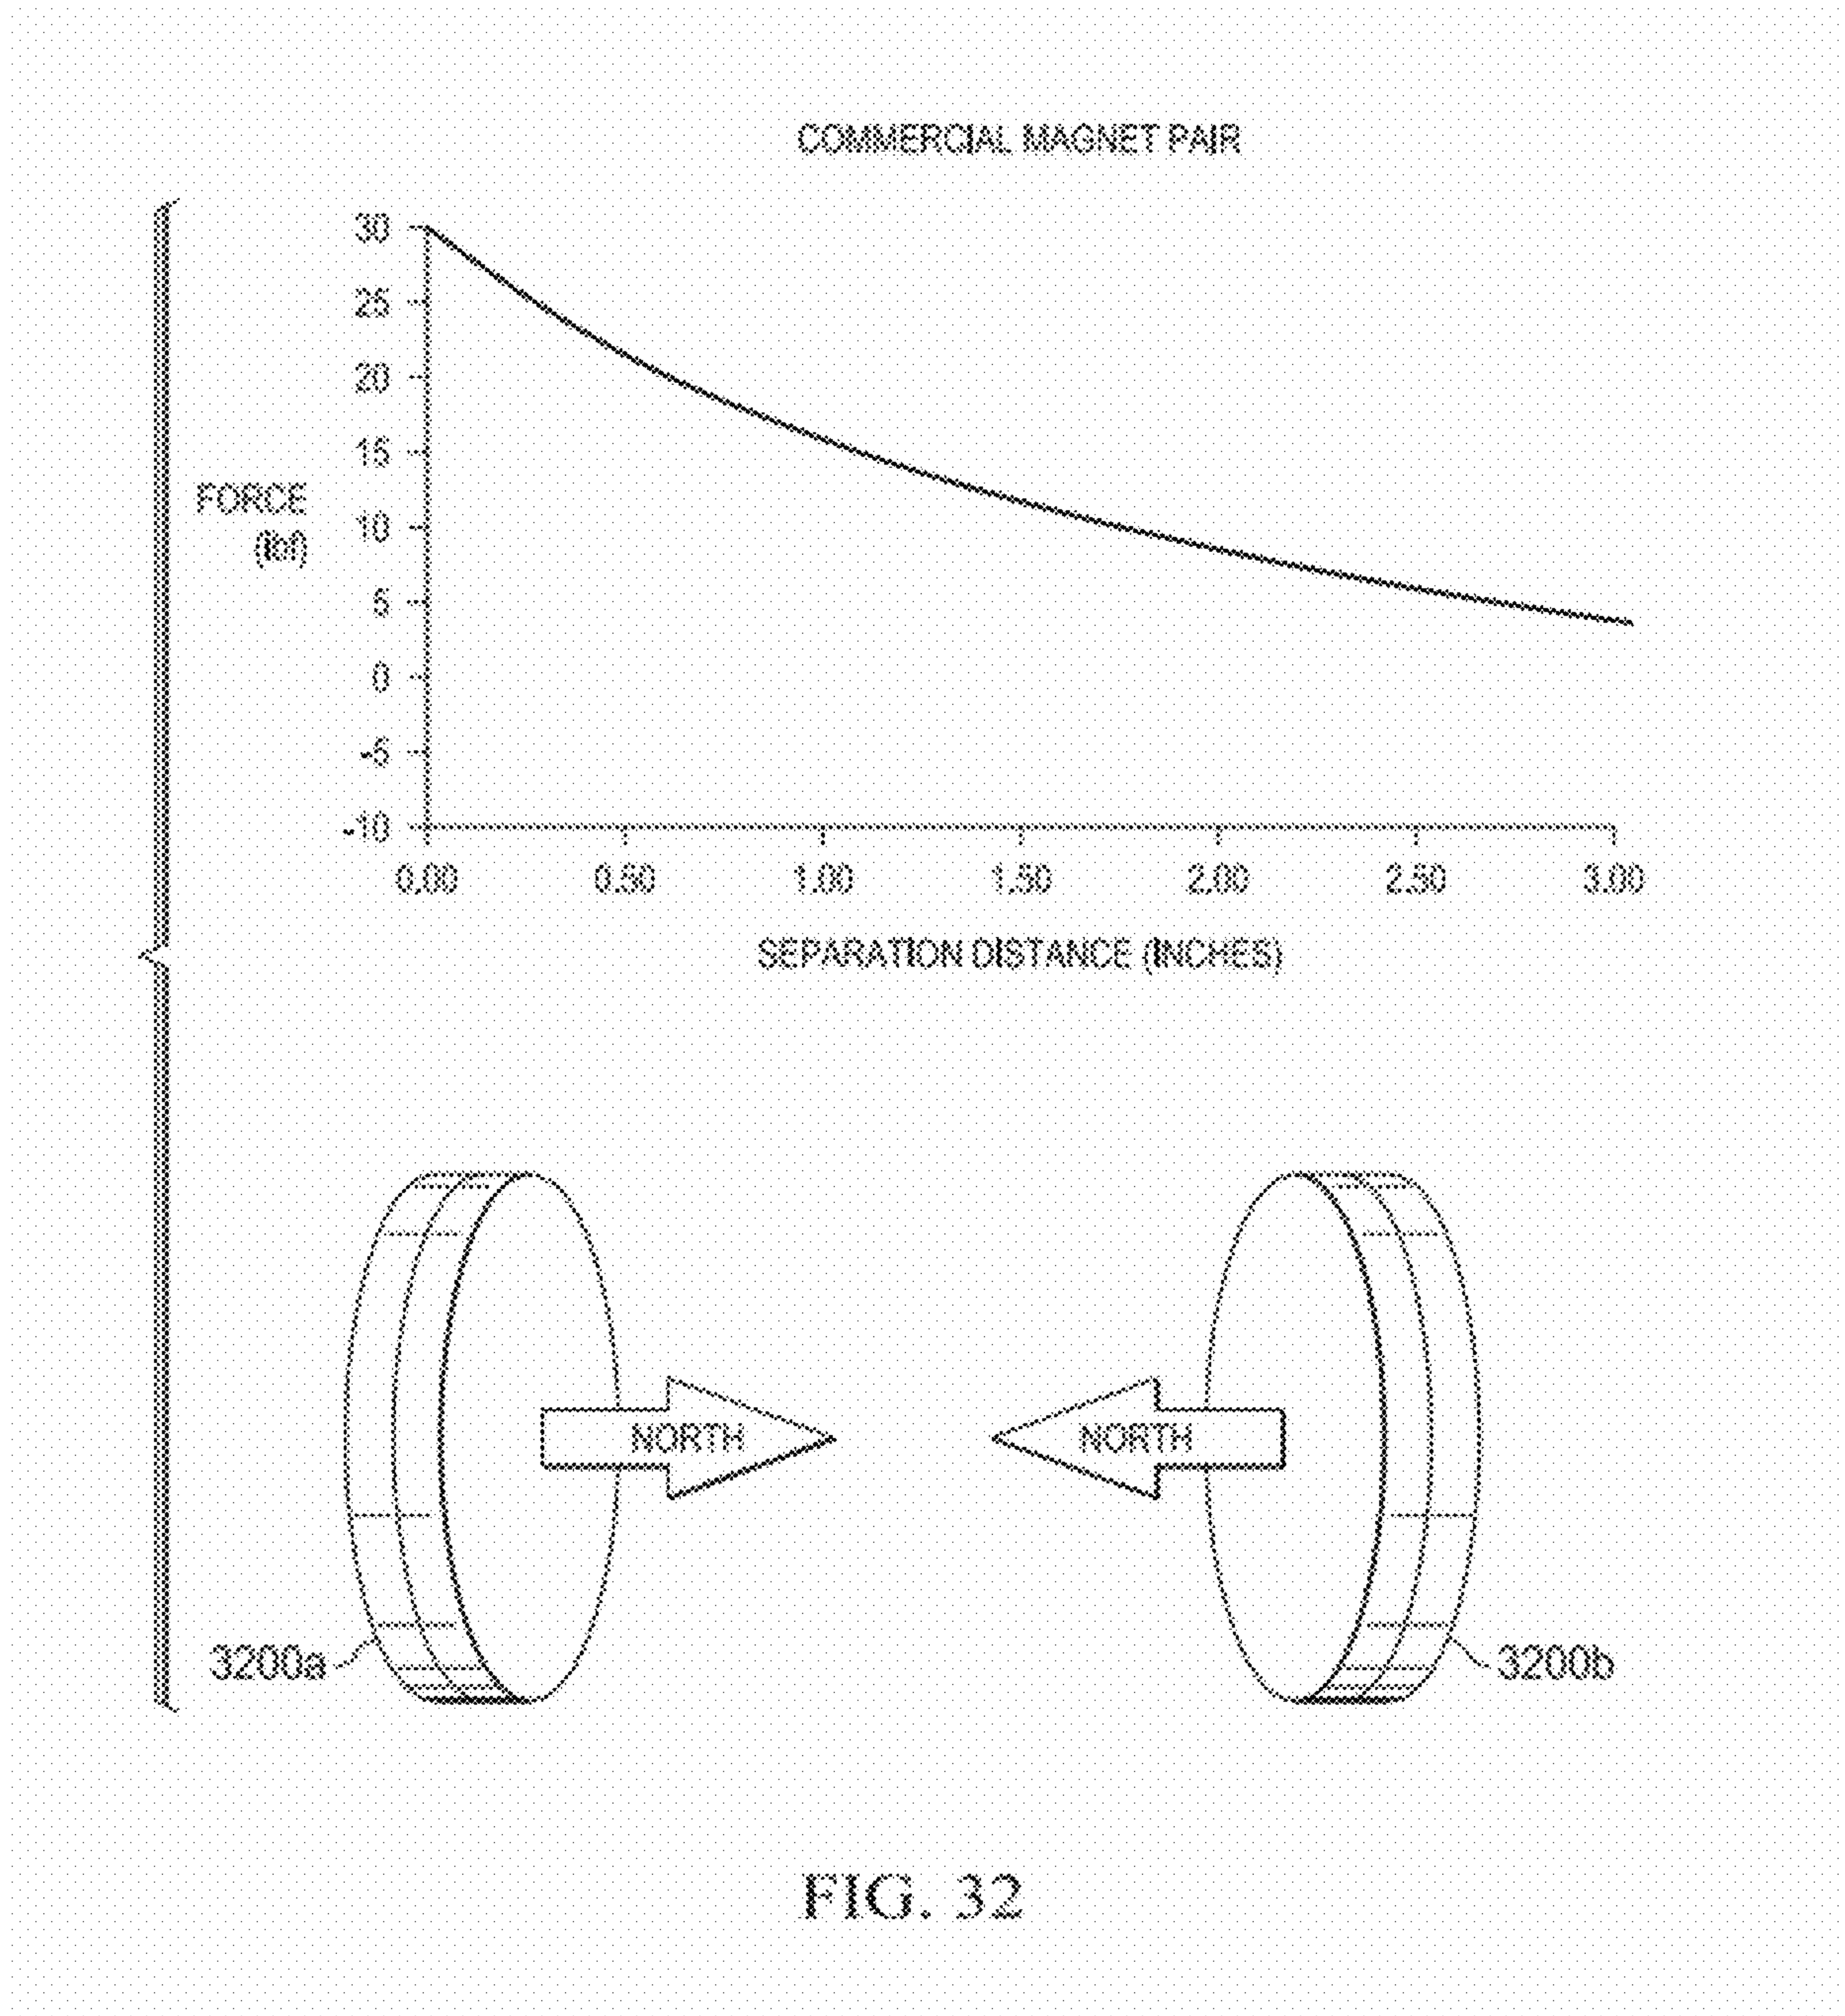 COMMERCIAL MAGNET PAIR
30
25
20
15
10
5
0
-5
-10
FORCE
(lbf)
0.00 0.50 1.00 1.50 2.00 2.50 3.00
SEPARATION DISTANCE (INCHES)
NORTH NORTH
3200a 3200b
FIG. 32